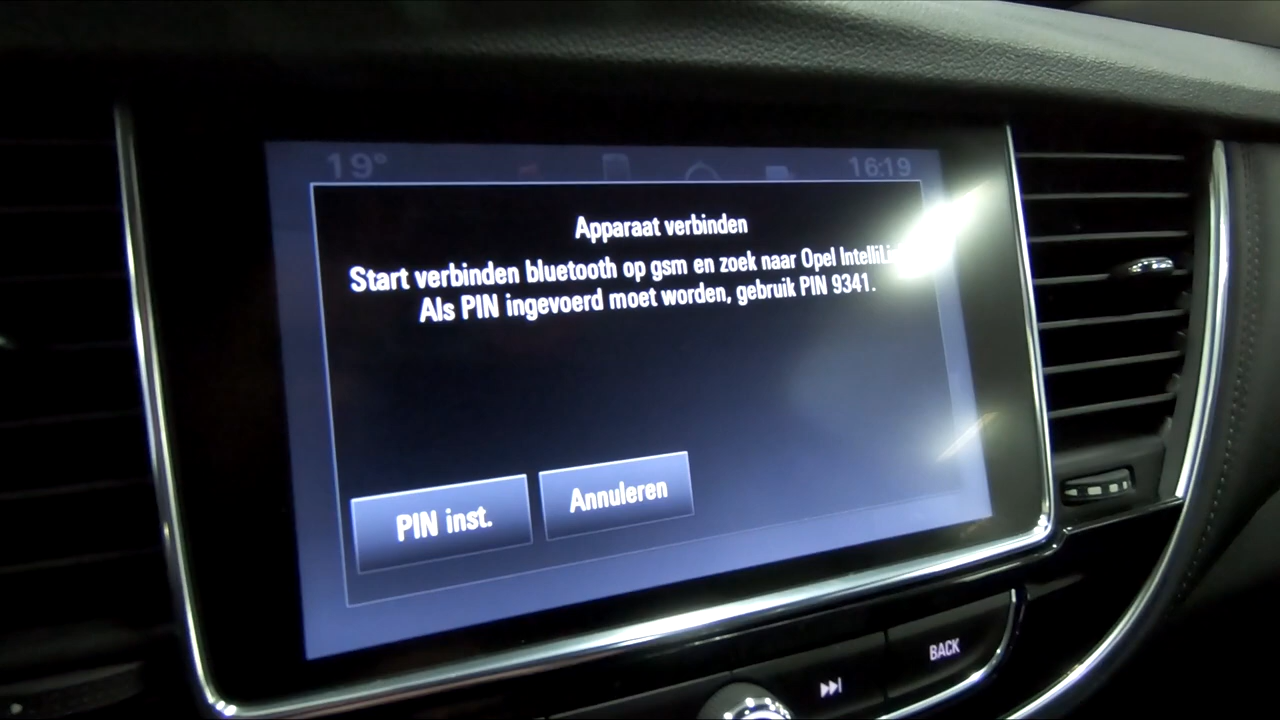 19° 16:19
Apparaat verbinden
Start verbinden bluetooth op gsm en zoek naar Opel
Als PIN ingevoerd moet worden, gebruik PIN 9341.
PIN inst. Annuleren
BACK